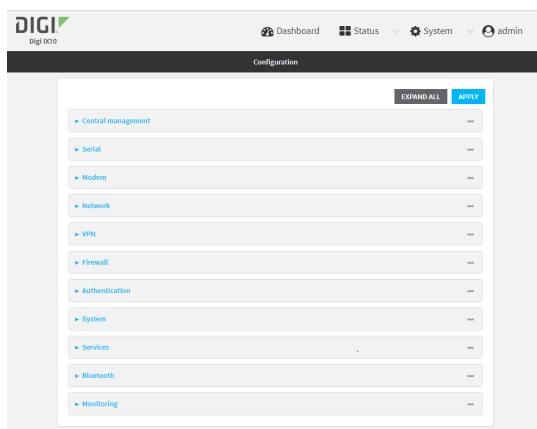 DIGI
Digi IX10
Dashboard Status System admin
Configuration
EXPAND ALL APPLY
Central management
Serial
Modem
Network
VPN
Firewall
Authentication
System
Services
Bluetooth
Monitoring